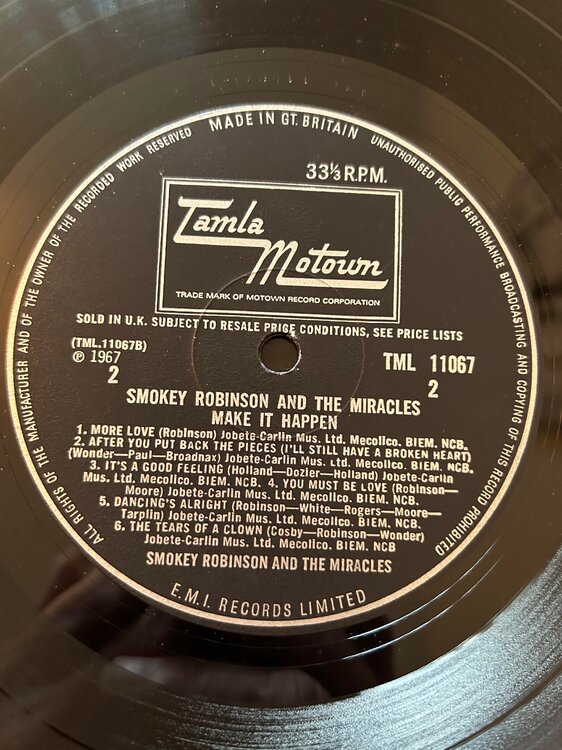 MADE IN GT. BRITAIN
ALL RIGHTS OF THE MANUFACTURER AND OF THE OWNER OF THE RECORDED WORK RESERVED
UNAUTHORISED PUBLIC PERFORMANCE BROADCASTING AND COPYING OF THIS RECORD PROHIBITED
33⅓ R.P.M.
Tamla
Motown
TRADE MARK OF MOTOWN RECORD CORPORATION
SOLD IN U.K. SUBJECT TO RESALE PRICE CONDITIONS, SEE PRICE LISTS
(TML.11067B)
℗ 1967
2
TML 11067
2
SMOKEY ROBINSON AND THE MIRACLES
MAKE IT HAPPEN
1. MORE LOVE (Robinson) Jobete-Carlin Mus. Ltd. Mecolico. BIEM. NCB.
2. AFTER YOU PUT BACK THE PIECES (I'LL STILL HAVE A BROKEN HEART)
(Wonder—Paul—Broadnax) Jobete-Carlin Mus. Ltd. Mecolico. BIEM. NCB.
3. IT'S A GOOD FEELING (Holland—Dozier—Holland) Jobete-Carlin
Mus. Ltd. Mecolico. BIEM. NCB. 4. YOU MUST BE LOVE (Robinson—
Moore) Jobete-Carlin Mus. Ltd. Mecolico. BIEM. NCB.
5. DANCING'S ALRIGHT (Robinson—White—Rogers—Moore—
Tarplin) Jobete-Carlin Mus. Ltd. Mecolico. BIEM. NCB.
6. THE TEARS OF A CLOWN (Cosby—Robinson—Wonder)
Jobete-Carlin Mus. Ltd. Mecolico. BIEM. NCB
SMOKEY ROBINSON AND THE MIRACLES
E.M.I. RECORDS LIMITED